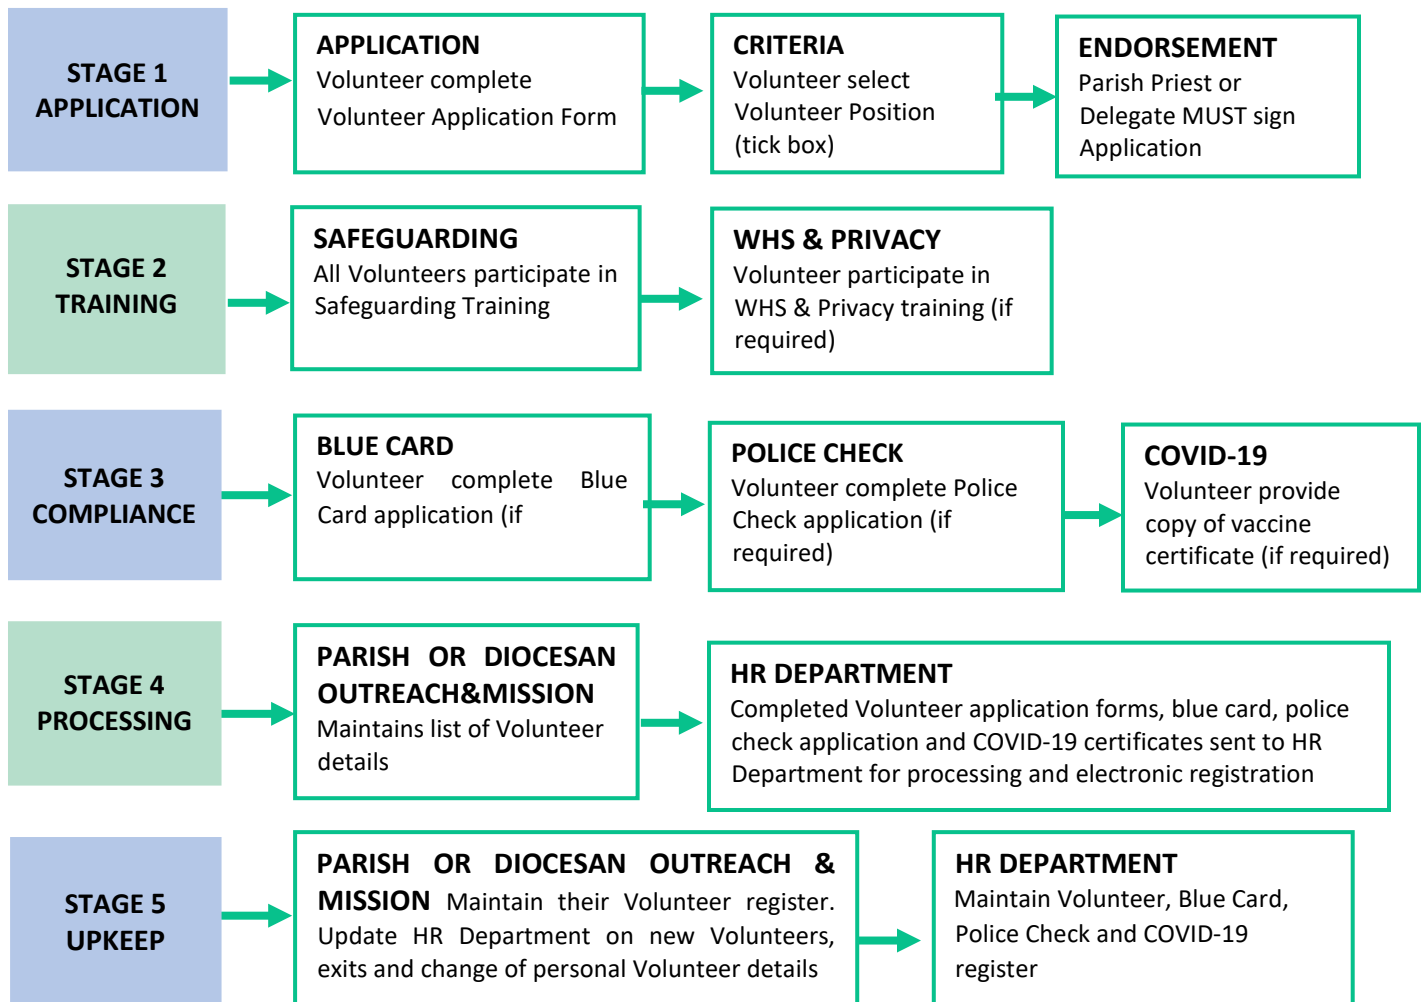 STAGE 1
APPLICATION
APPLICATION
Volunteer complete
Volunteer Application Form
CRITERIA
Volunteer select
Volunteer Position
(tick box)
ENDORSEMENT
Parish Priest or
Delegate MUST sign
Application
STAGE 2
TRAINING
SAFEGUARDING
All Volunteers participate in
Safeguarding Training
WHS & PRIVACY
Volunteer participate in
WHS & Privacy training (if
required)
STAGE 3
COMPLIANCE
BLUE CARD
Volunteer complete Blue
Card application (if
POLICE CHECK
Volunteer complete Police
Check application (if
required)
COVID-19
Volunteer provide
copy of vaccine
certificate (if required)
STAGE 4
PROCESSING
PARISH OR DIOCESAN
OUTREACH&MISSION
Maintains list of Volunteer
details
HR DEPARTMENT
Completed Volunteer application forms, blue card, police
check application and COVID-19 certificates sent to HR
Department for processing and electronic registration
STAGE 5
UPKEEP
PARISH OR DIOCESAN OUTREACH &
MISSION Maintain their Volunteer register.
Update HR Department on new Volunteers,
exits and change of personal Volunteer details
HR DEPARTMENT
Maintain Volunteer, Blue Card,
Police Check and COVID-19
register